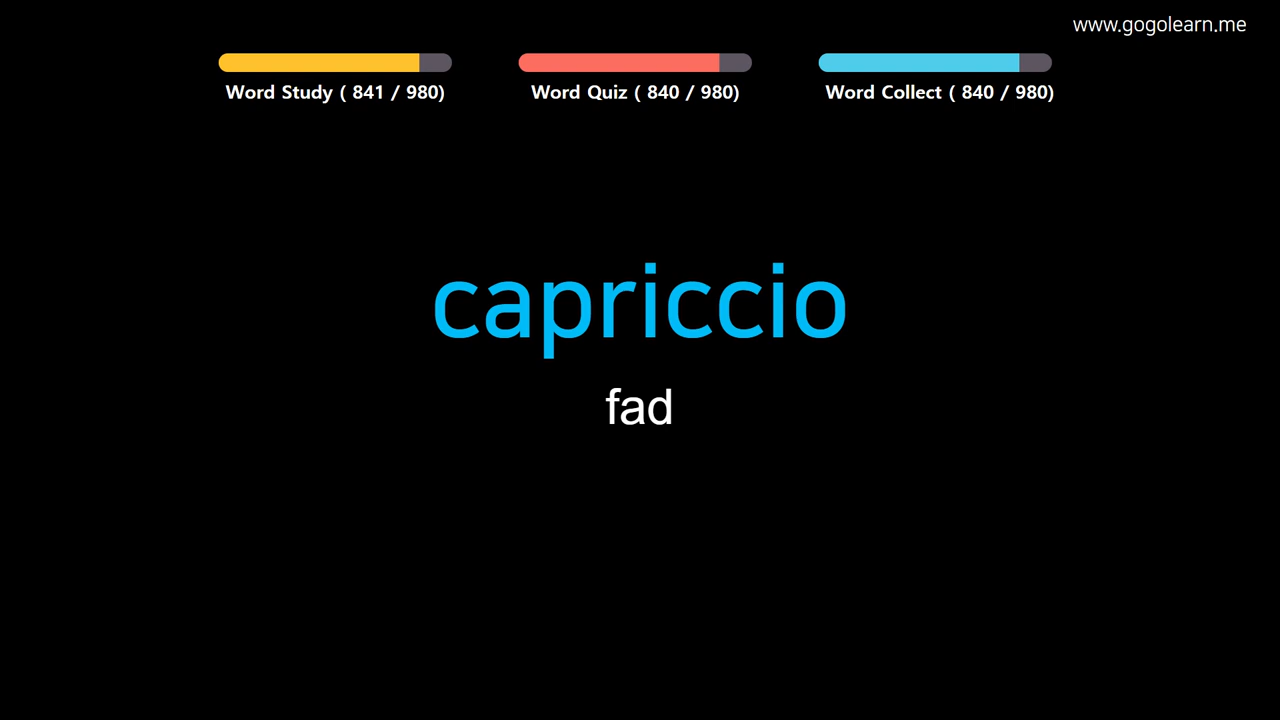 www.gogolearn.me
Word Study ( 841 / 980)
Word Quiz ( 840 / 980)
Word Collect ( 840 / 980)
capriccio
fad